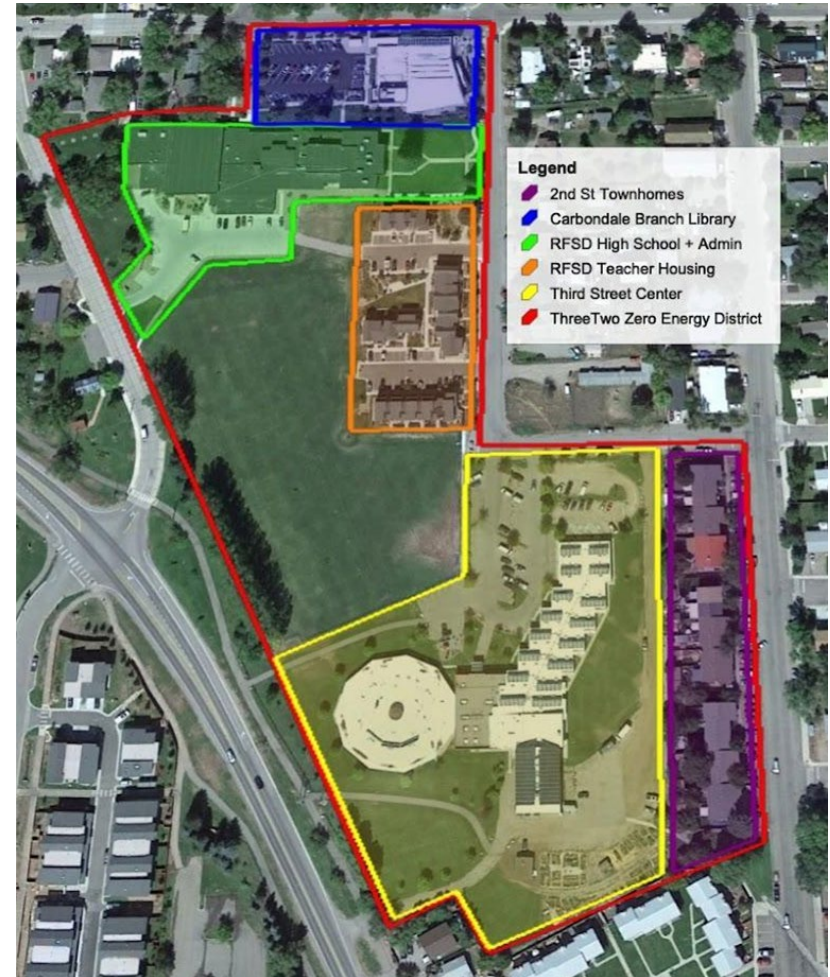 Legend
2nd St Townhomes
Carbondale Branch Library
RFSD High School + Admin
RFSD Teacher Housing
Third Street Center
ThreeTwo Zero Energy District